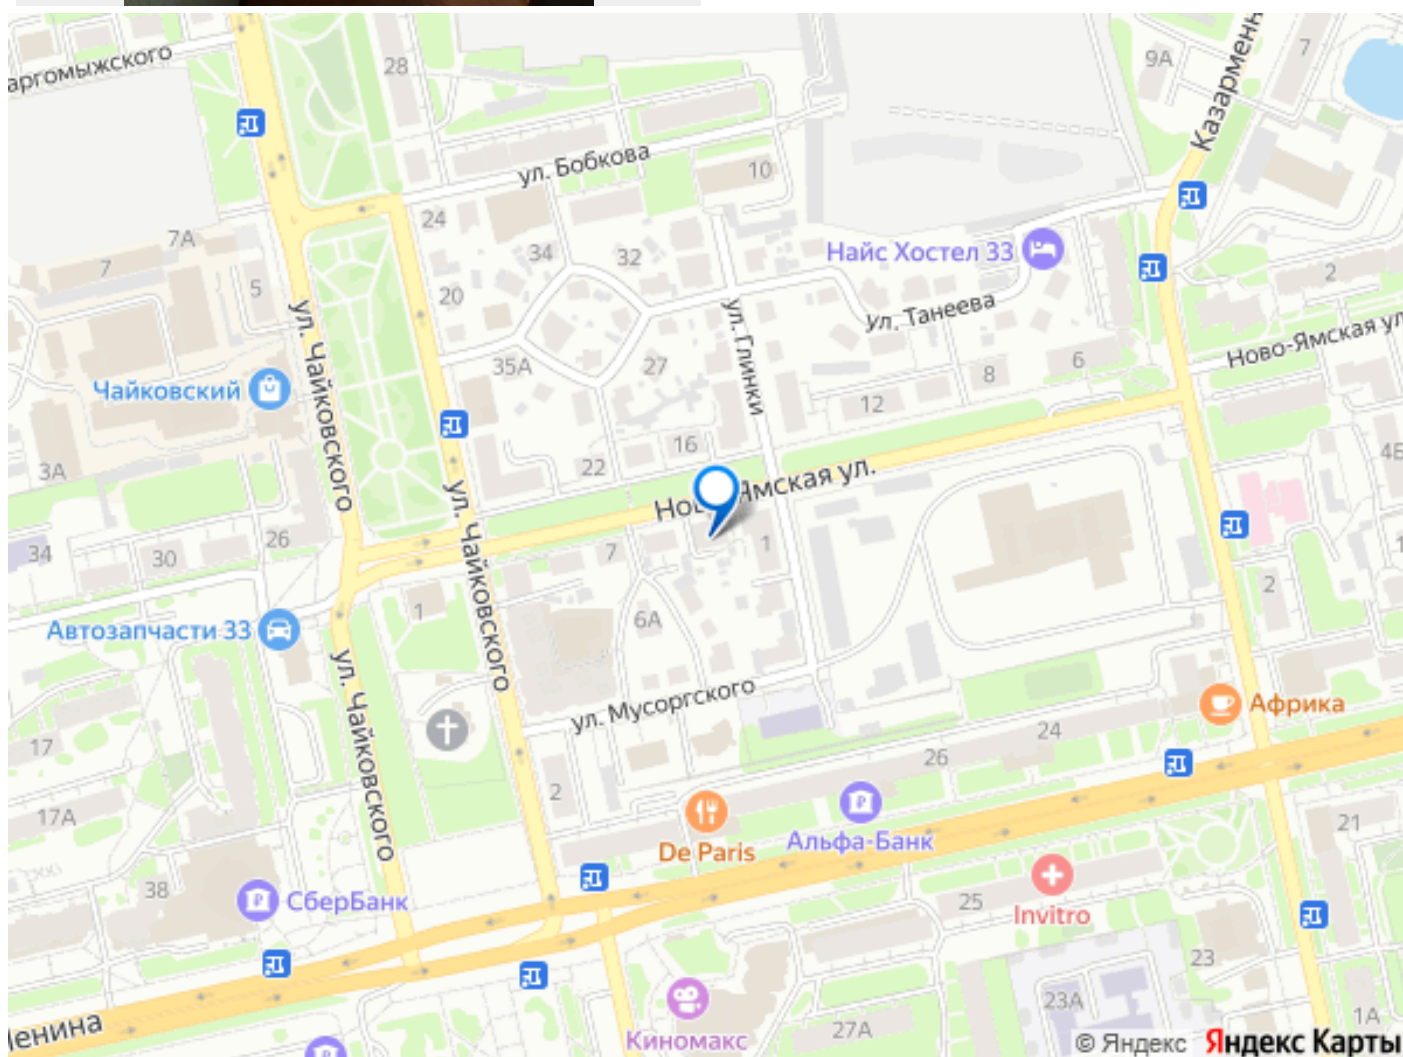 аргомыжского
28
9А
7
Казарменн
ул. Бобкова
10
24
7А
7
34
32
Найс Хостел 33
2
5
20
ул. Танеева
ул. Чайковского
ул. Глинки
Ново-Ямская ул
35А
27
8
6
Чайковский
12
16
3А
22
4Б
ул. Чайковского
Но
Ямская ул.
34
30
26
7
1
2
1
6А
Автозапчасти 33
ул. Чайковского
ул. Мусоргского
Африка
17
24
26
2
17А
De Paris
Альфа-Банк
21
38
СберБанк
25
Invitro
23
23А
1А
Ленина
Киномакс
27А
© Яндекс
Яндекс Карты